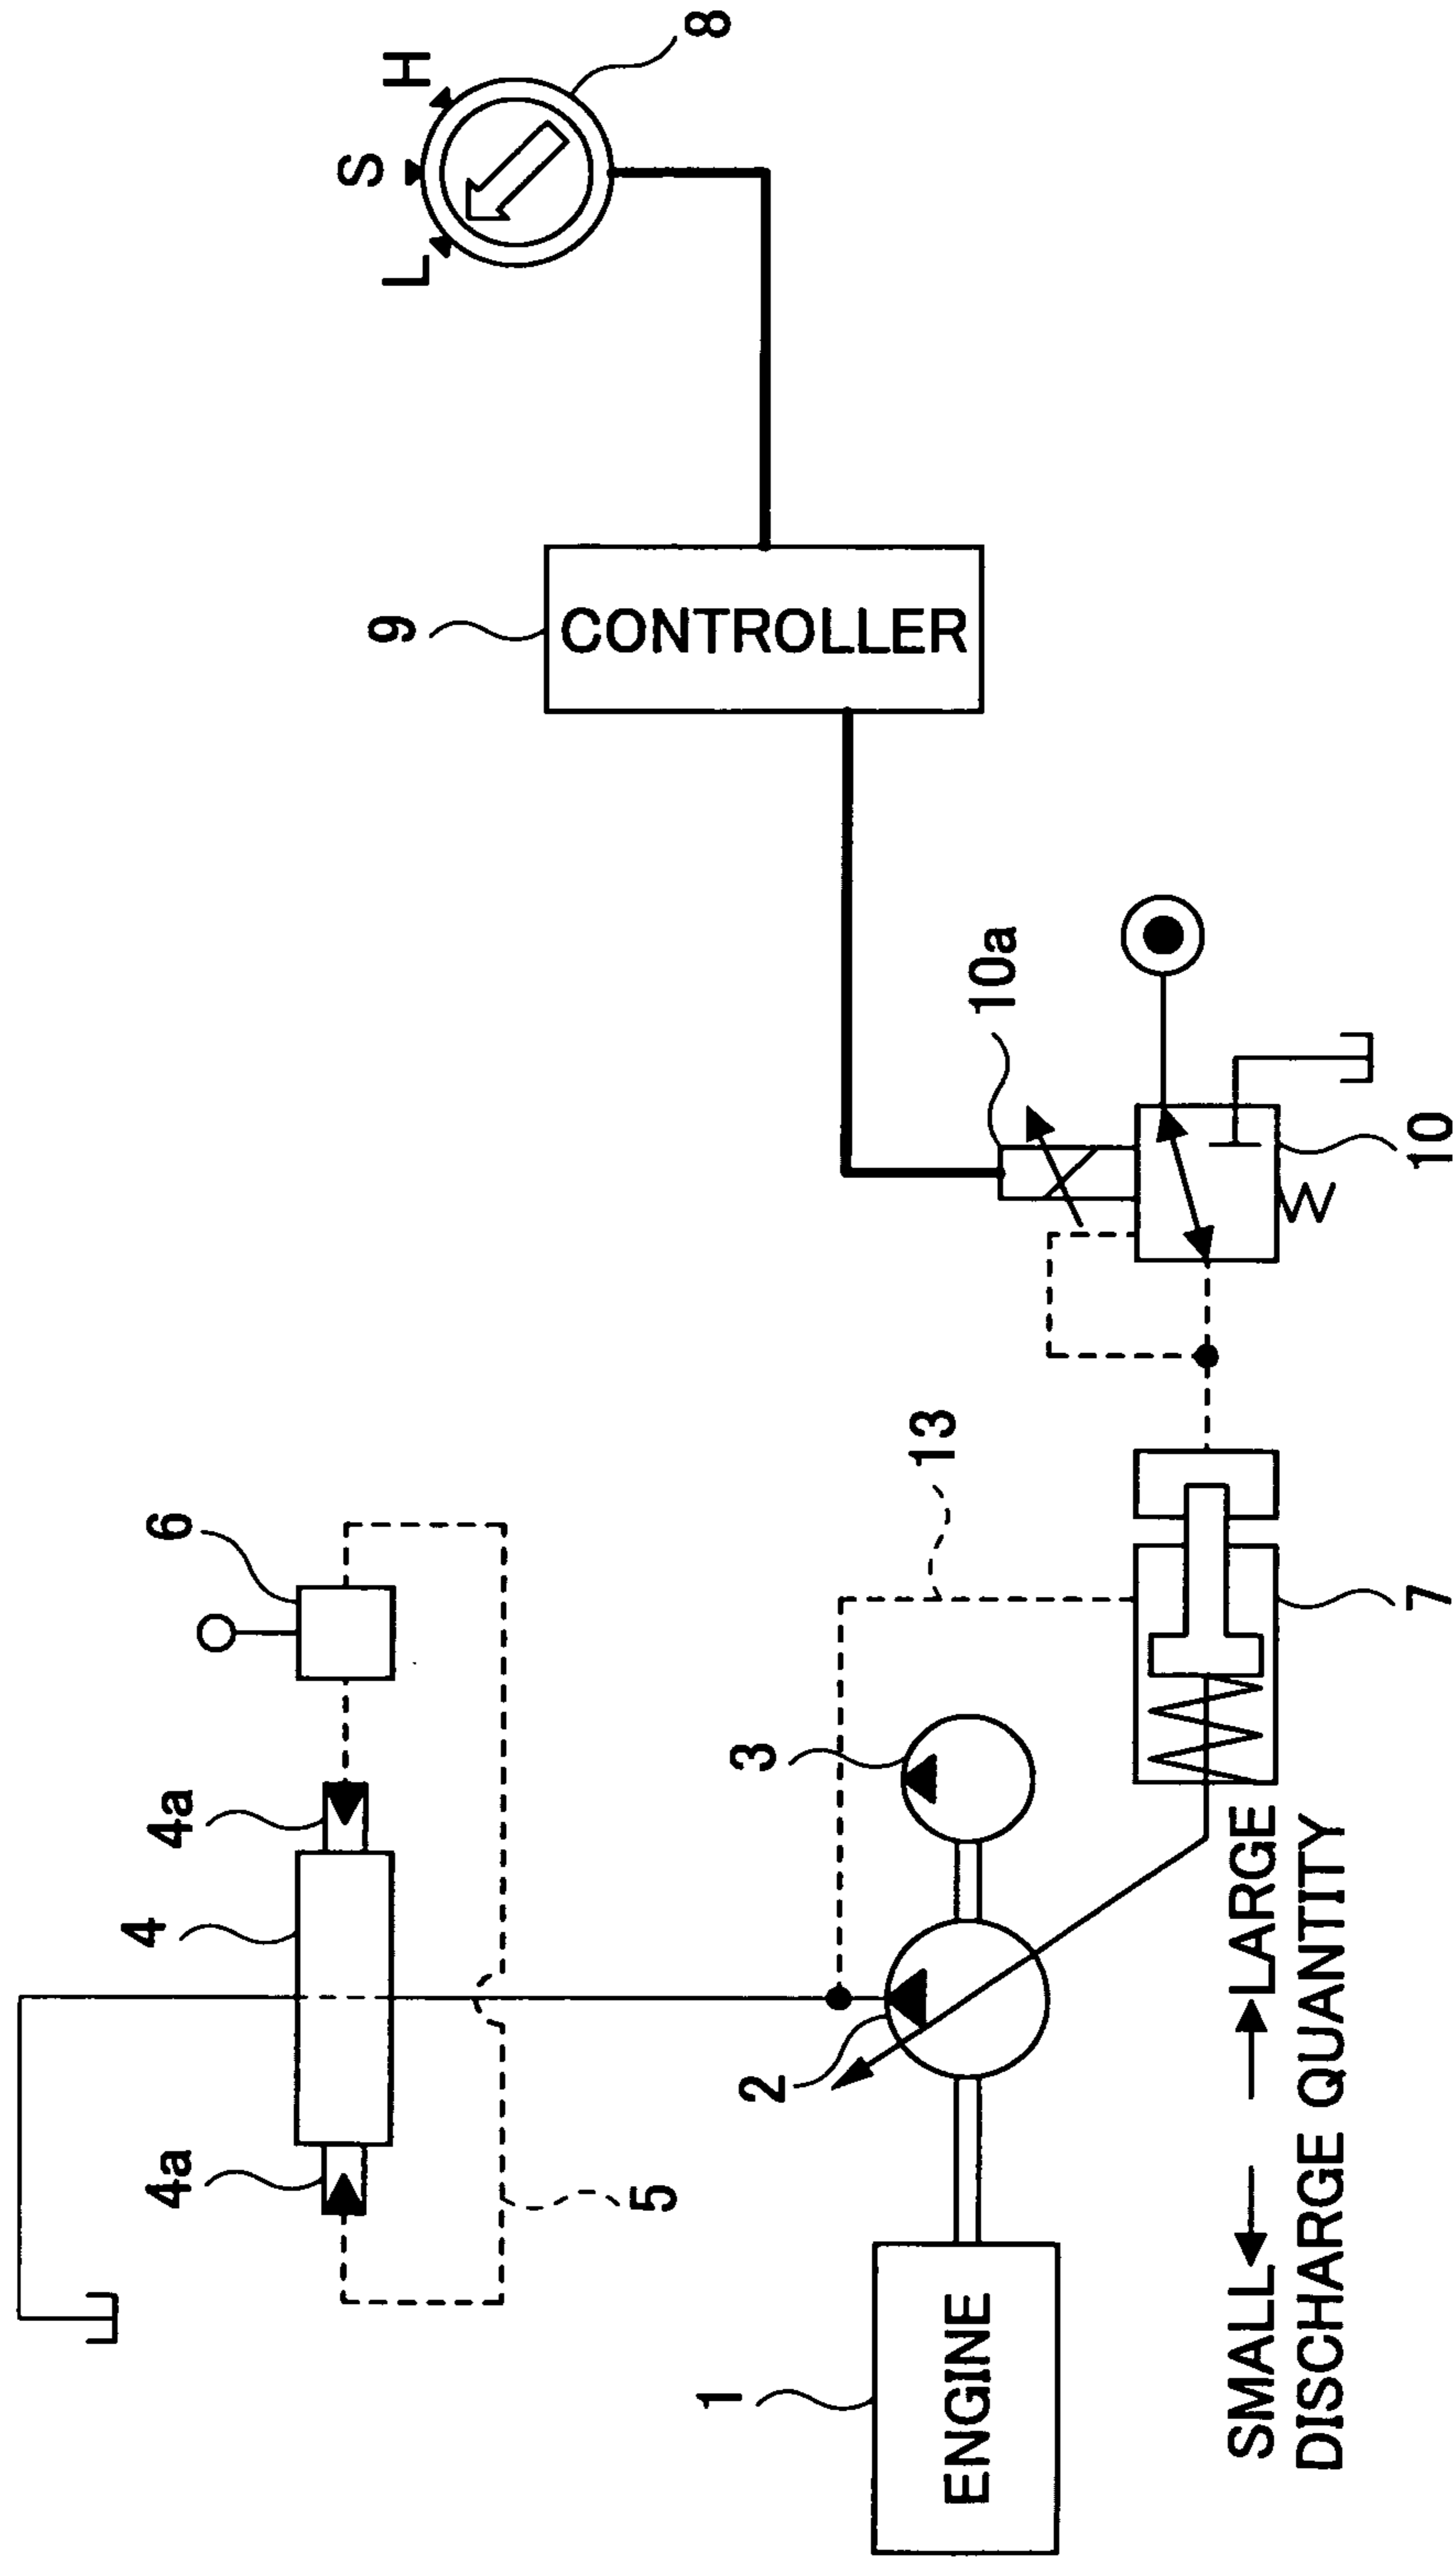 4
4a
4a
6
S
L
H
9
CONTROLLER
5
8
1
2
3
13
ENGINE
10a
SMALL ← → LARGE
DISCHARGE QUANTITY
7
10